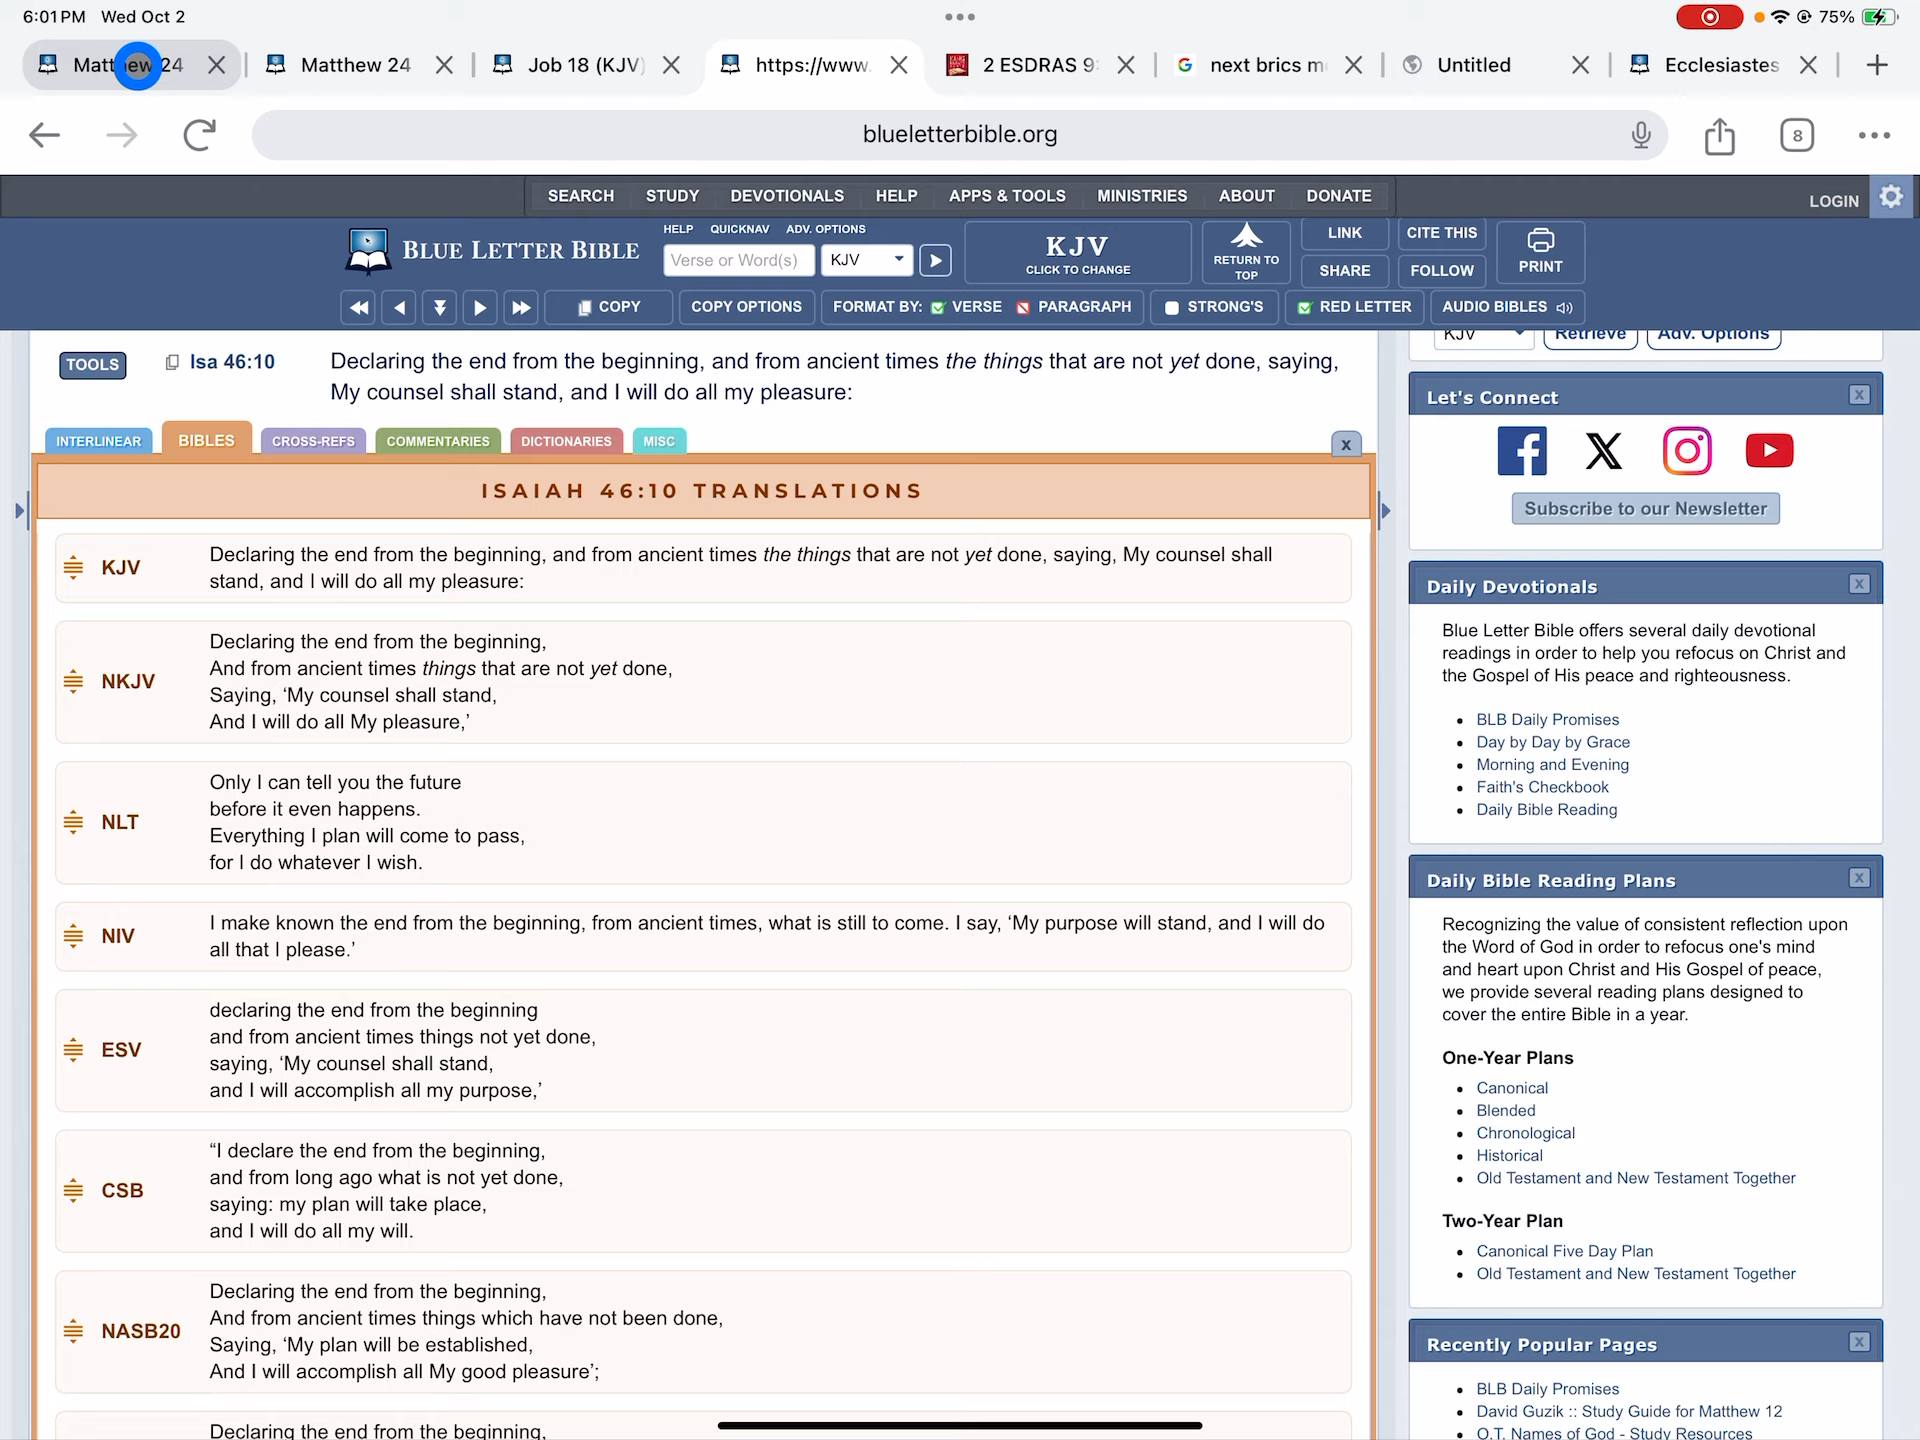 6:01PM Wed Oct 2
75%
Matthew 24
Matthew 24
Job 18 (KJV)
https://www.
2 ESDRAS 9:
next brics m
Untitled
Ecclesiastes
blueletterbible.org
8
SEARCH STUDY DEVOTIONALS HELP APPS & TOOLS MINISTRIES ABOUT DONATE
LOGIN
BLUE LETTER BIBLE
HELP QUICKNAV ADV. OPTIONS
Verse or Word(s)
KJV
KJV
CLICK TO CHANGE
RETURN TO
TOP
LINK
CITE THIS
SHARE
FOLLOW
PRINT
COPY
COPY OPTIONS
FORMAT BY: VERSE PARAGRAPH
STRONG'S
RED LETTER
AUDIO BIBLES
TOOLS
Isa 46:10
Declaring the end from the beginning, and from ancient times the things that are not yet done, saying,
My counsel shall stand, and I will do all my pleasure:
INTERLINEAR
BIBLES
CROSS-REFS
COMMENTARIES
DICTIONARIES
MISC
x
ISAIAH 46:10 TRANSLATIONS
KJV
Declaring the end from the beginning, and from ancient times the things that are not yet done, saying, My counsel shall
stand, and I will do all my pleasure:
NKJV
Declaring the end from the beginning,
And from ancient times things that are not yet done,
Saying, ‘My counsel shall stand,
And I will do all My pleasure,’
NLT
Only I can tell you the future
before it even happens.
Everything I plan will come to pass,
for I do whatever I wish.
NIV
I make known the end from the beginning, from ancient times, what is still to come. I say, ‘My purpose will stand, and I will do
all that I please.’
ESV
declaring the end from the beginning
and from ancient times things not yet done,
saying, ‘My counsel shall stand,
and I will accomplish all my purpose,’
CSB
“I declare the end from the beginning,
and from long ago what is not yet done,
saying: my plan will take place,
and I will do all my will.
NASB20
Declaring the end from the beginning,
And from ancient times things which have not been done,
Saying, ‘My plan will be established,
And I will accomplish all My good pleasure’;
Declaring the end from the beginning,
KJV
Retrieve
Adv. Options
Let's Connect
x
Subscribe to our Newsletter
Daily Devotionals
x
Blue Letter Bible offers several daily devotional
readings in order to help you refocus on Christ and
the Gospel of His peace and righteousness.
BLB Daily Promises
Day by Day by Grace
Morning and Evening
Faith's Checkbook
Daily Bible Reading
Daily Bible Reading Plans
x
Recognizing the value of consistent reflection upon
the Word of God in order to refocus one's mind
and heart upon Christ and His Gospel of peace,
we provide several reading plans designed to
cover the entire Bible in a year.
One-Year Plans
Canonical
Blended
Chronological
Historical
Old Testament and New Testament Together
Two-Year Plan
Canonical Five Day Plan
Old Testament and New Testament Together
Recently Popular Pages
x
BLB Daily Promises
David Guzik :: Study Guide for Matthew 12
O.T. Names of God - Study Resources